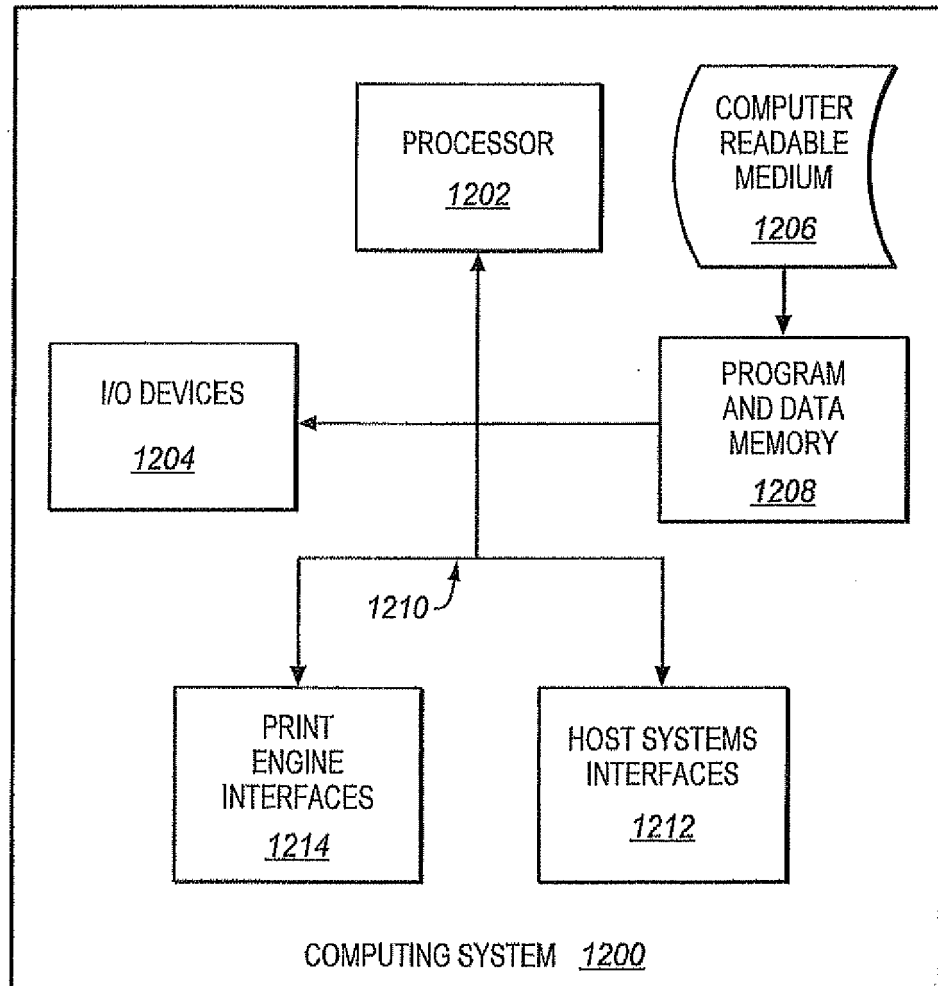 PROCESSOR
1202
COMPUTER
READABLE
MEDIUM
1206
I/O DEVICES
1204
PROGRAM
AND DATA
MEMORY
1208
1210
PRINT
ENGINE
INTERFACES
1214
HOST SYSTEMS
INTERFACES
1212
COMPUTING SYSTEM 1200